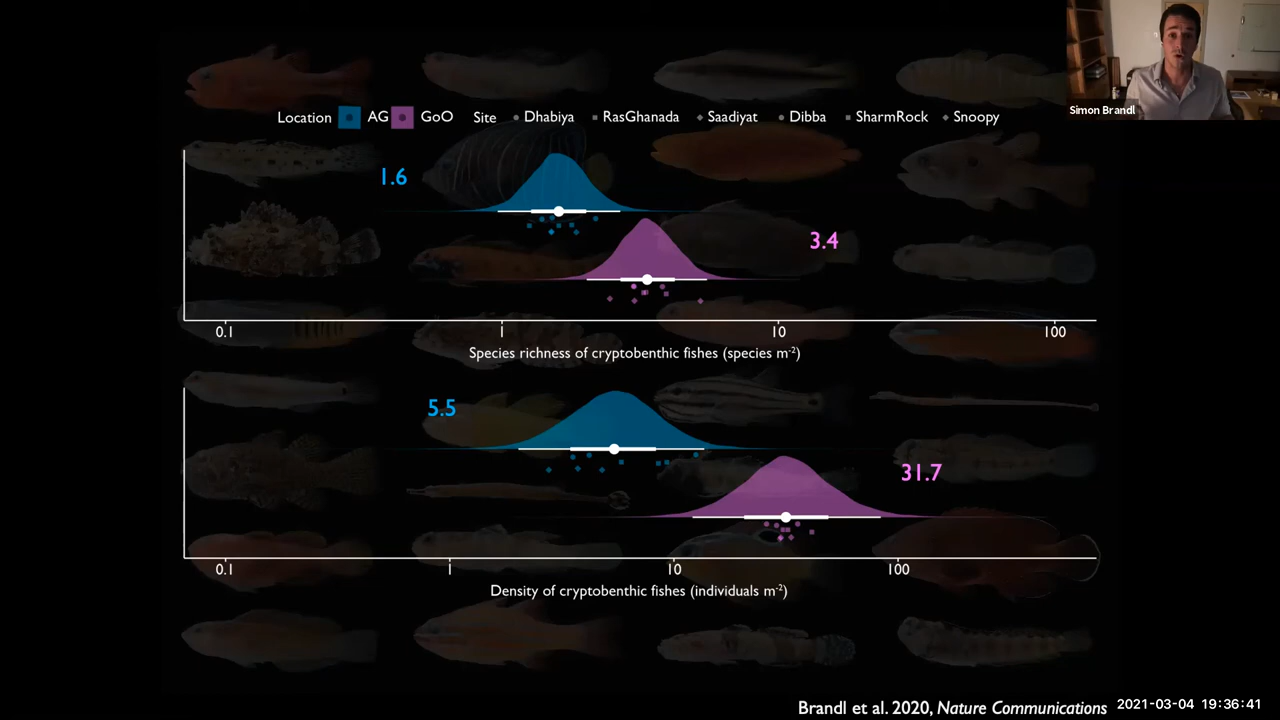 Simon Brandl
Location AG GoO Site Dhabiya RasGhanada Saadiyat Dibba SharmRock Snoopy
1.6
3.4
0.1 1 10 100
Species richness of cryptobenthic fishes (species m-2)
5.5
31.7
0.1 1 10 100
Density of cryptobenthic fishes (individuals m-2)
Brandl et al. 2020, Nature Communications
2021-03-04 19:36:41